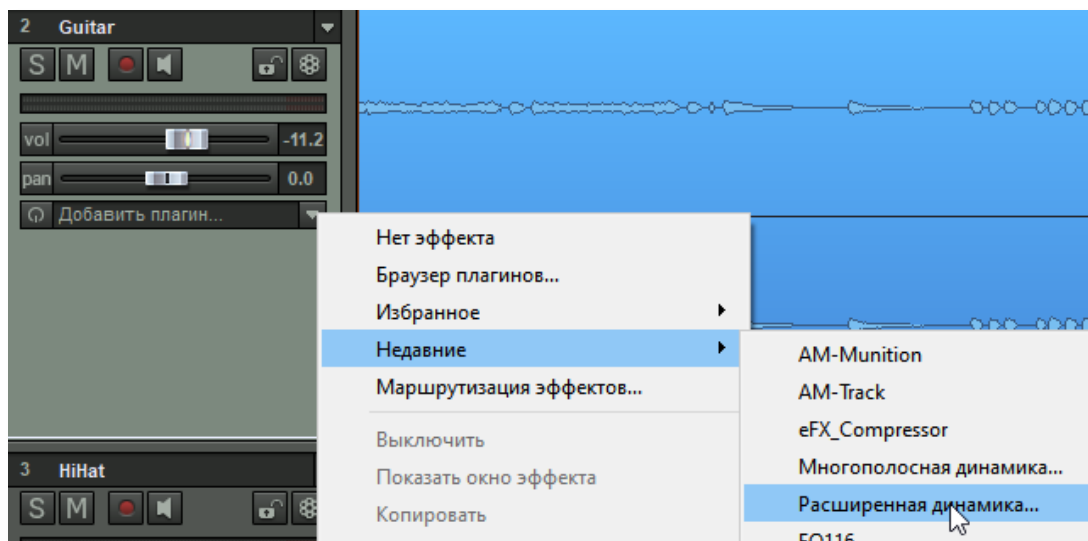 2 Guitar
S M
vol -11.2
pan 0.0
Добавить плагин...
Нет эффекта
Браузер плагинов...
Избранное
Недавние
Маршрутизация эффектов...
Выключить
Показать окно эффекта
Копировать
AM-Munition
AM-Track
eFX_Compressor
Многополосная динамика...
Расширенная динамика...
EQ116
3 HiHat
S M